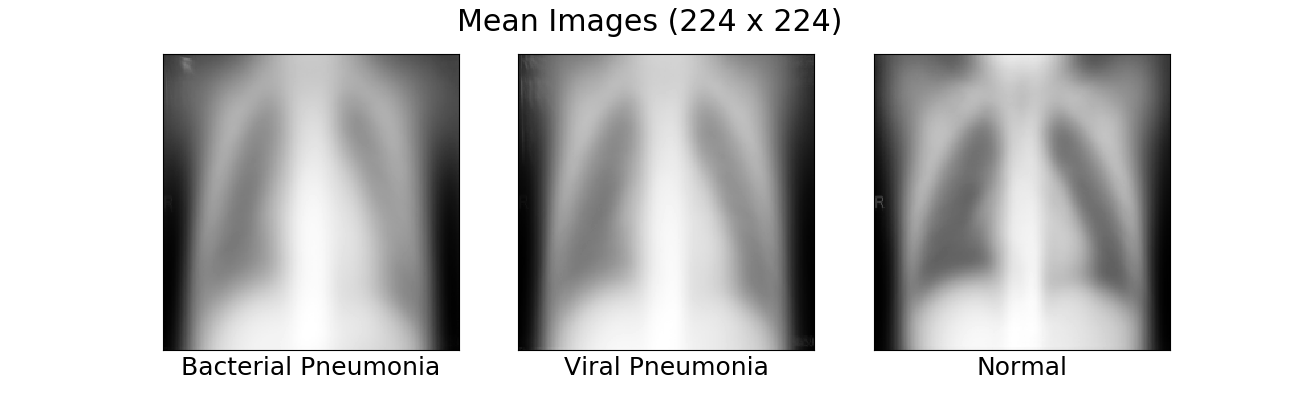 Mean Images (224 x 224)
R
R
Bacterial Pneumonia
Viral Pneumonia
Normal